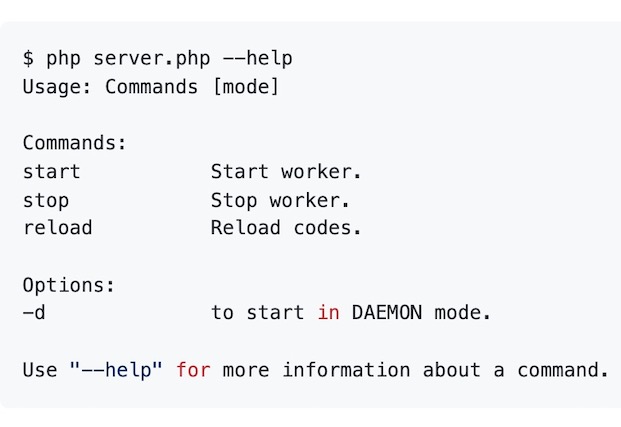 $ php server.php --help
Usage: Commands [mode]
Commands:
start Start worker.
stop Stop worker.
reload Reload codes.
Options:
-d to start in DAEMON mode.
Use "--help" for more information about a command.